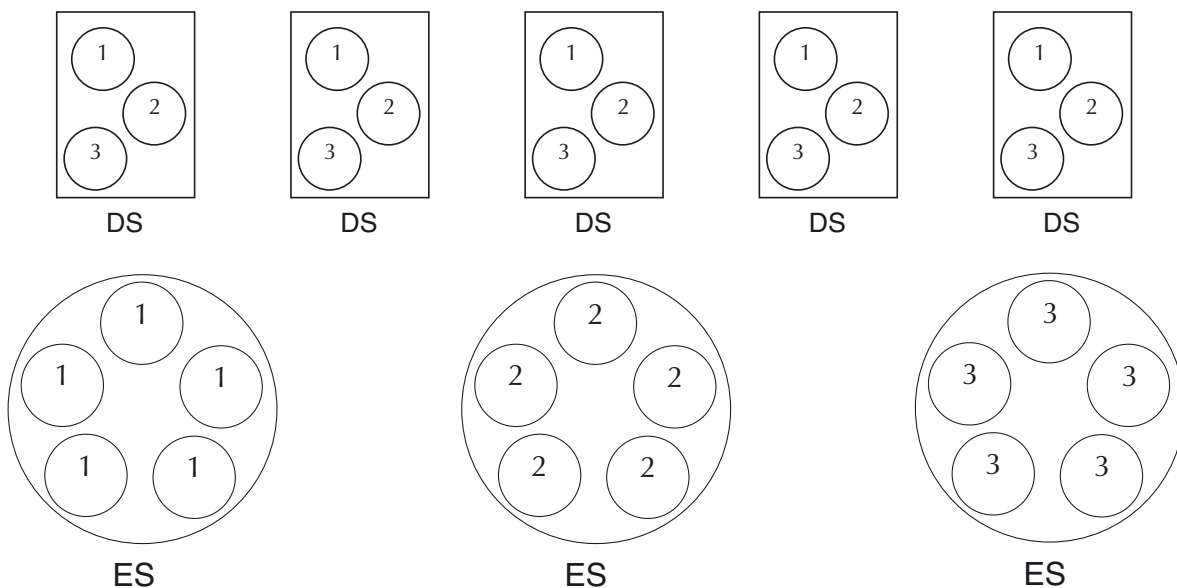 1 1 1 1 1
2 2 2 2 2
3 3 3 3 3
DS DS DS DS DS
1 2 3
1 1 2 2 3 3
1 1 2 2 3 3
ES ES ES